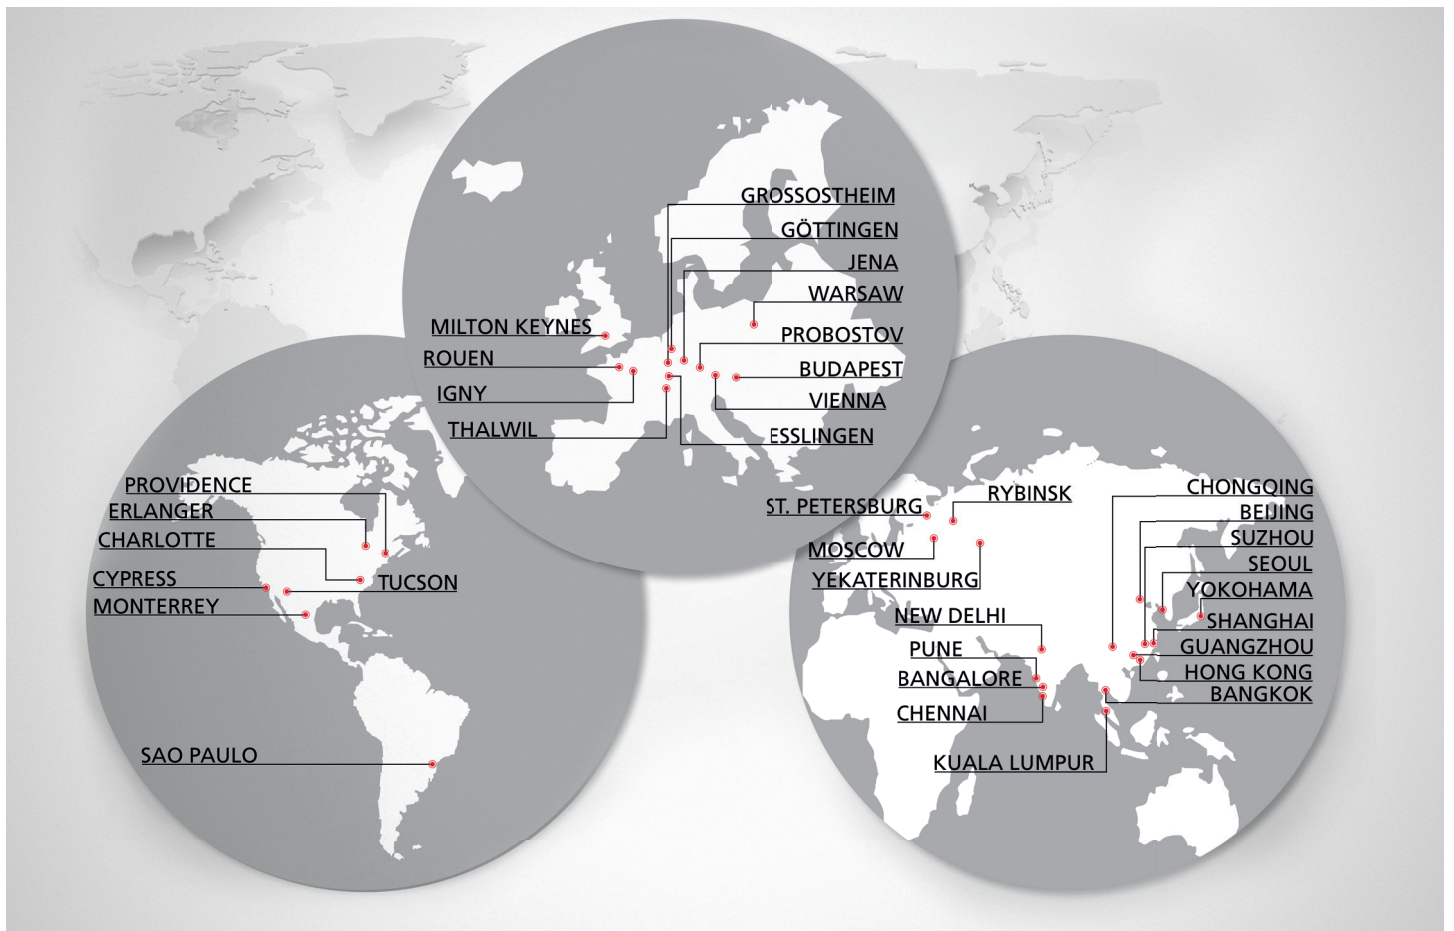 GROSSOSTHEIM
GÖTTINGEN
JENA
WARSAW
MILTON KEYNES
PROBOSTOV
ROUEN
BUDAPEST
IGNY
VIENNA
THALWIL
ESSLINGEN
PROVIDENCE
ERLANGER
CHARLOTTE
CYPRESS
TUCSON
MONTERREY
SAO PAULO
RYBINSK
ST. PETERSBURG
MOSCOW
YEKATERINBURG
NEW DELHI
PUNE
BANGALORE
CHENNAI
KUALA LUMPUR
CHONGQING
BEIJING
SUZHOU
SEOUL
YOKOHAMA
SHANGHAI
GUANGZHOU
HONG KONG
BANGKOK